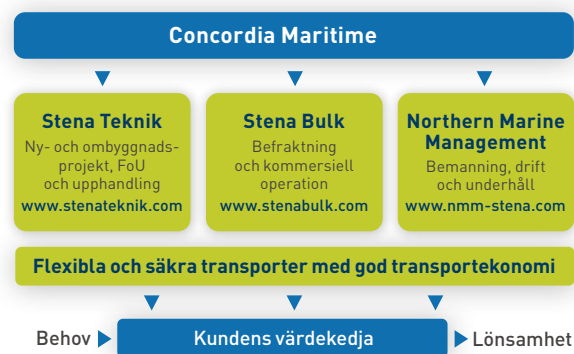 Concordia Maritime
Stena Teknik
Ny- och ombyggnads-
projekt, FoU
och upphandling
www.stenateknik.com
Stena Bulk
Befraktning
och kommersiell
operation
www.stenabulk.com
Northern Marine
Management
Bemanning, drift
och underhåll
www.nmm-stena.com
Flexibla och säkra transporter med god transportekonomi
Behov
Kundens värdekedja
Lönsamhet